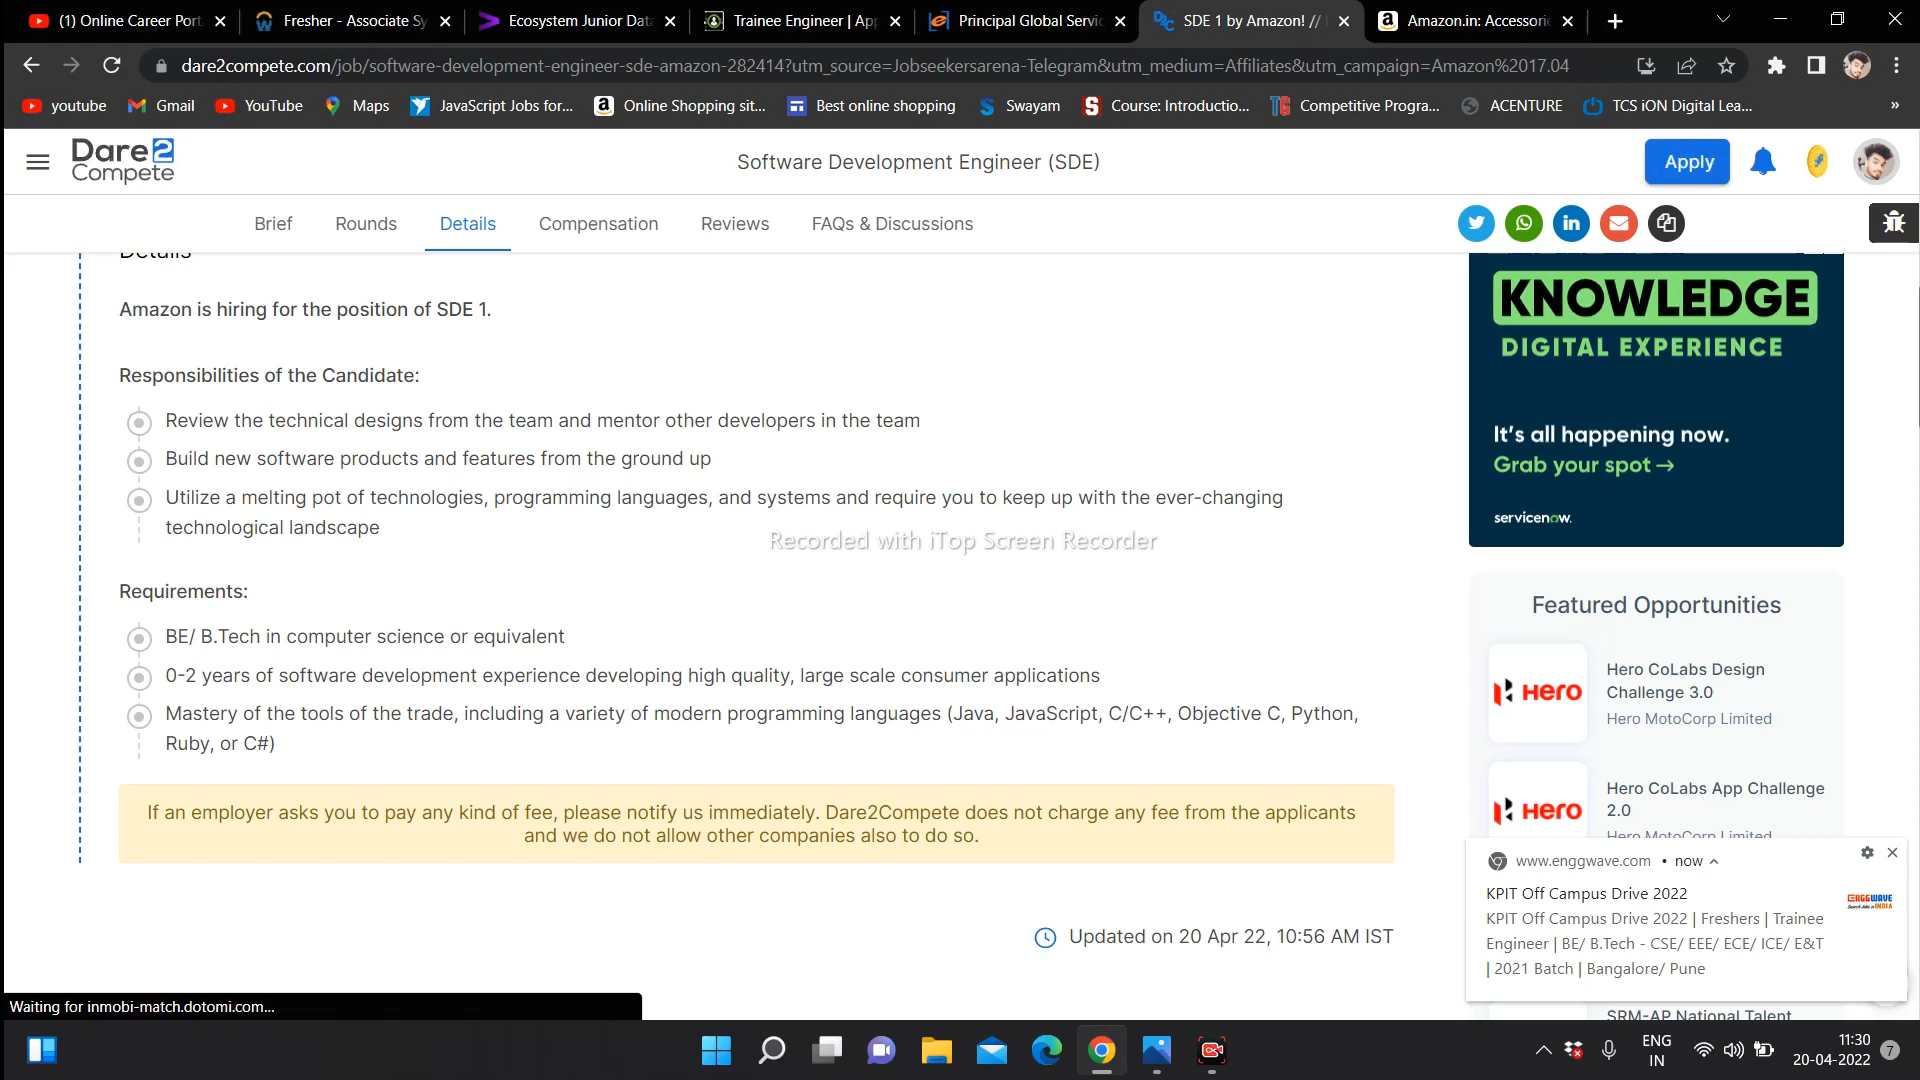 (1) Online Career Port
Fresher - Associate Sy
Ecosystem Junior Data
Trainee Engineer | App
Principal Global Servic
SDE 1 by Amazon! //
Amazon.in: Accessorie
dare2compete.com/job/software-development-engineer-sde-amazon-282414?utm_source=Jobseekersarena-Telegram&utm_medium=Affiliates&utm_campaign=Amazon%2017.04
youtube
Gmail
YouTube
Maps
JavaScript Jobs for...
Online Shopping sit...
Best online shopping
Swayam
Course: Introductio...
Competitive Progra...
ACENTURE
TCS iON Digital Lea...
»
Dare2
Compete
Software Development Engineer (SDE)
Apply
Brief
Rounds
Details
Compensation
Reviews
FAQs & Discussions
Details
Amazon is hiring for the position of SDE 1.
Responsibilities of the Candidate:
Review the technical designs from the team and mentor other developers in the team
Build new software products and features from the ground up
Utilize a melting pot of technologies, programming languages, and systems and require you to keep up with the ever-changing
technological landscape
Recorded with iTop Screen Recorder
Requirements:
BE/ B.Tech in computer science or equivalent
0-2 years of software development experience developing high quality, large scale consumer applications
Mastery of the tools of the trade, including a variety of modern programming languages (Java, JavaScript, C/C++, Objective C, Python,
Ruby, or C#)
If an employer asks you to pay any kind of fee, please notify us immediately. Dare2Compete does not charge any fee from the applicants
and we do not allow other companies also to do so.
Updated on 20 Apr 22, 10:56 AM IST
KNOWLEDGE
DIGITAL EXPERIENCE
It's all happening now.
Grab your spot →
servicenow.
Featured Opportunities
Hero
Hero CoLabs Design
Challenge 3.0
Hero MotoCorp Limited
Hero
Hero CoLabs App Challenge
2.0
Hero MotoCorp Limited
www.enggwave.com • now
KPIT Off Campus Drive 2022
KPIT Off Campus Drive 2022 | Freshers | Trainee
Engineer | BE/ B.Tech - CSE/ EEE/ ECE/ ICE/ E&T
| 2021 Batch | Bangalore/ Pune
ENGGWAVE
SRM-AP National Talent
Waiting for inmobi-match.dotomi.com...
ENG
IN
11:30
20-04-2022
7